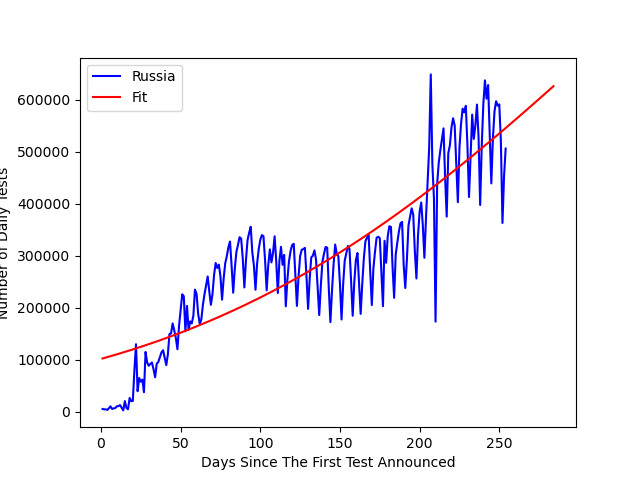 Russia
Fit
600000
500000
400000
300000
200000
100000
0
Number of Daily Tests
0 50 100 150 200 250
Days Since The First Test Announced